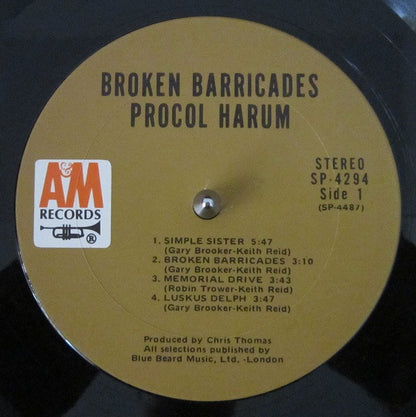 BROKEN BARRICADES
PROCOL HARUM
STEREO
SP-4294
Side 1
(SP-4487)
A&M
RECORDS
®
1. SIMPLE SISTER 5:47
(Gary Brooker-Keith Reid)
2. BROKEN BARRICADES 3:10
(Gary Brooker-Keith Reid)
3. MEMORIAL DRIVE 3:43
(Robin Trower-Keith Reid)
4. LUSKUS DELPH 3:47
(Gary Brooker-Keith Reid)
Produced by Chris Thomas
All selections published by
Blue Beard Music, Ltd. -London